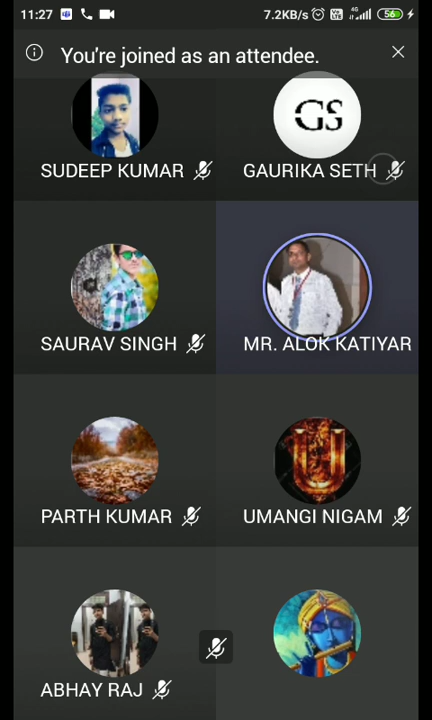 11:27 7.2KB/s 4G 56
You're joined as an attendee.
GS
SUDEEP KUMAR GAURIKA SETH
SAURAV SINGH MR. ALOK KATIYAR
U
PARTH KUMAR UMANGI NIGAM
ABHAY RAJ